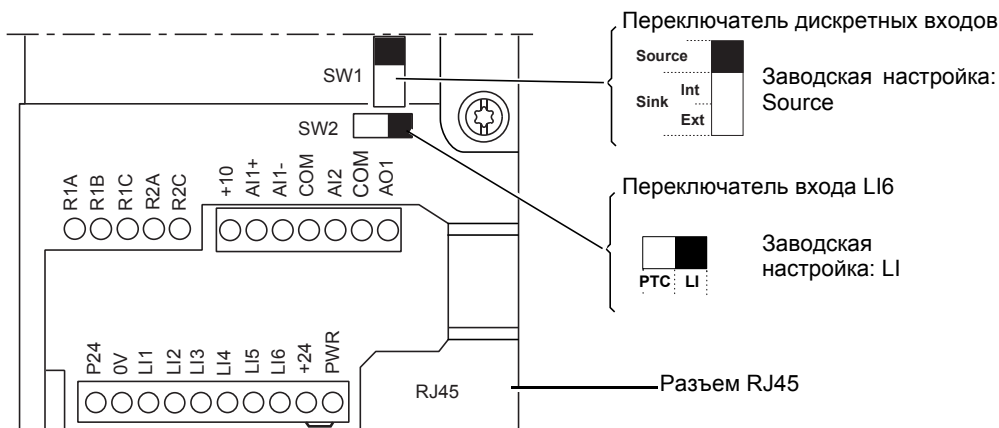 Переключатель дискретных входов
Source
Sink
Int
Ext
Заводская настройка:
Source
SW1
SW2
R1A
R1B
R1C
R2A
R2C
+10
AI1+
AI1-
COM
AI2
COM
AO1
Переключатель входа LI6
Заводская
настройка: LI
PTC LI
P24
0V
LI1
LI2
LI3
LI4
LI5
LI6
+24
PWR
RJ45
Разъем RJ45